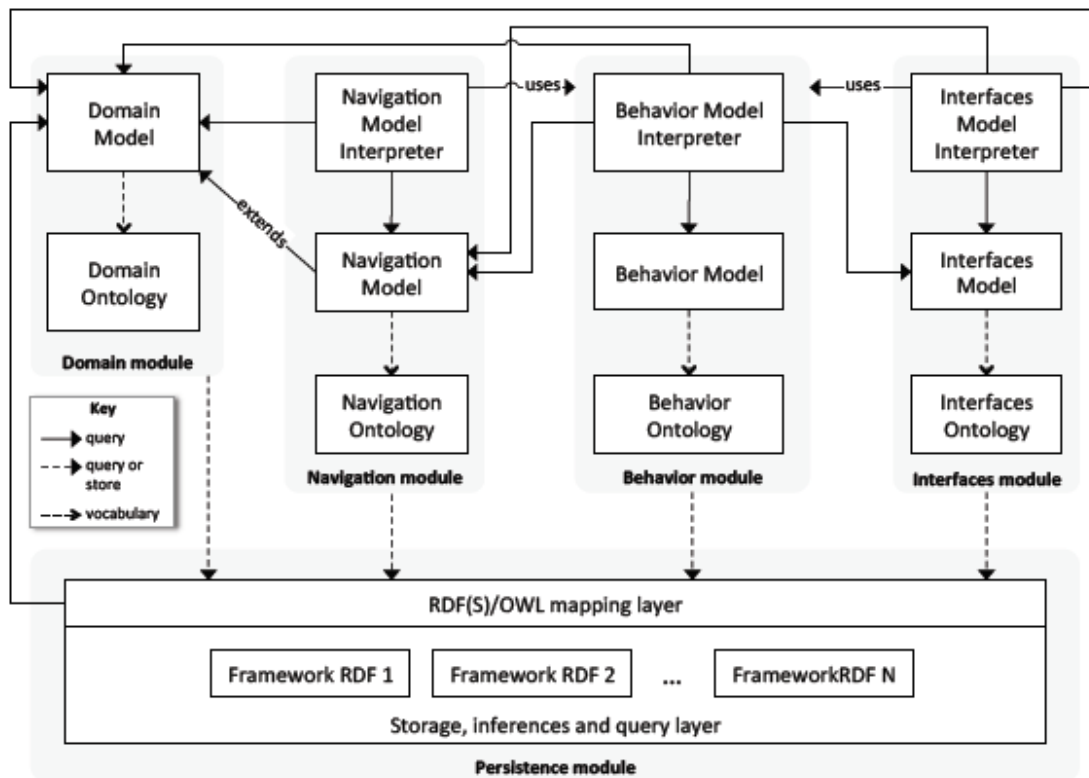 Domain
Model
Navigation
Model
Interpreter
uses
Behavior Model
Interpreter
uses
Interfaces
Model
Interpreter
extends
Domain
Ontology
Navigation
Model
Behavior Model
Interfaces
Model
Domain module
Navigation
Ontology
Behavior
Ontology
Interfaces
Ontology
Navigation module
Behavior module
Interfaces module
Key
query
query or
store
vocabulary
RDF(S)/OWL mapping layer
Framework RDF 1
Framework RDF 2
...
FrameworkRDF N
Storage, inferences and query layer
Persistence module